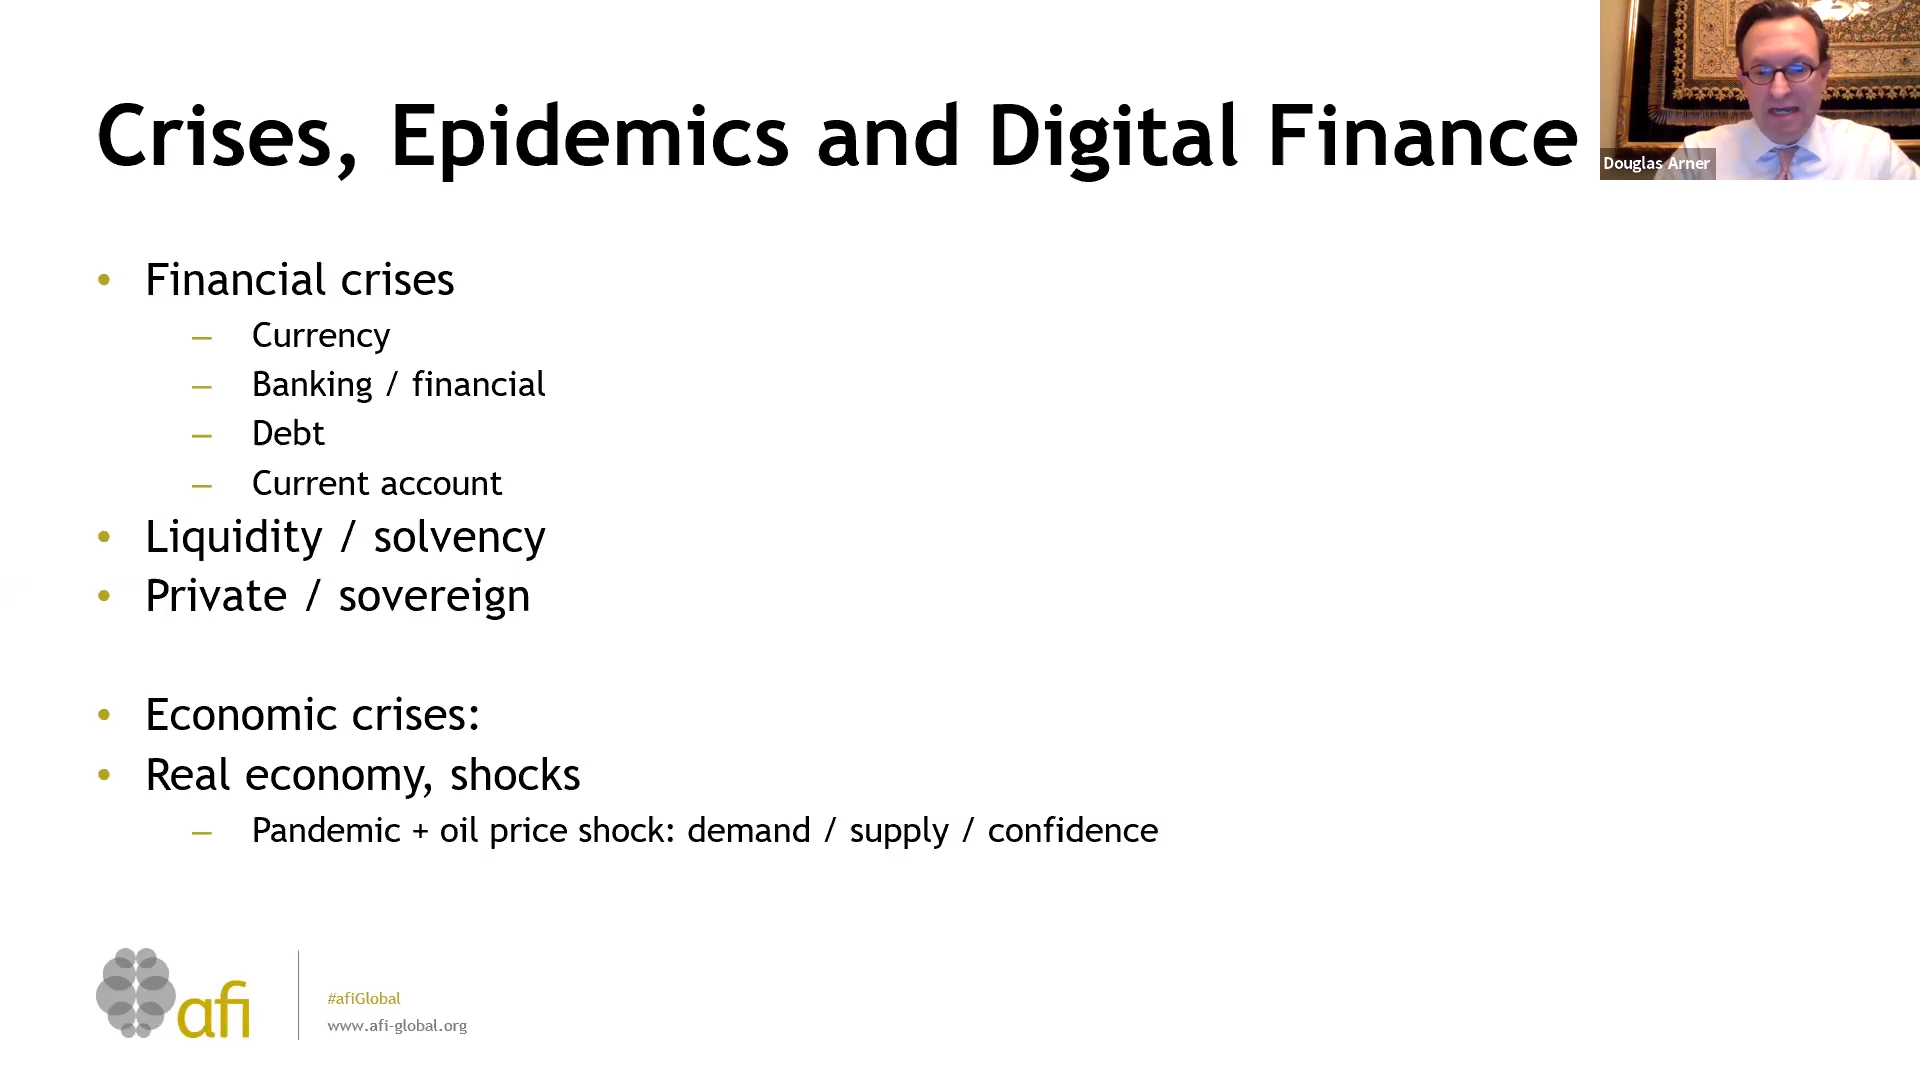 Crises, Epidemics and Digital Finance
Douglas Arner
• Financial crises
– Currency
– Banking / financial
– Debt
– Current account
• Liquidity / solvency
• Private / sovereign
• Economic crises:
• Real economy, shocks
– Pandemic + oil price shock: demand / supply / confidence
afi
#afiGlobal
www.afi-global.org